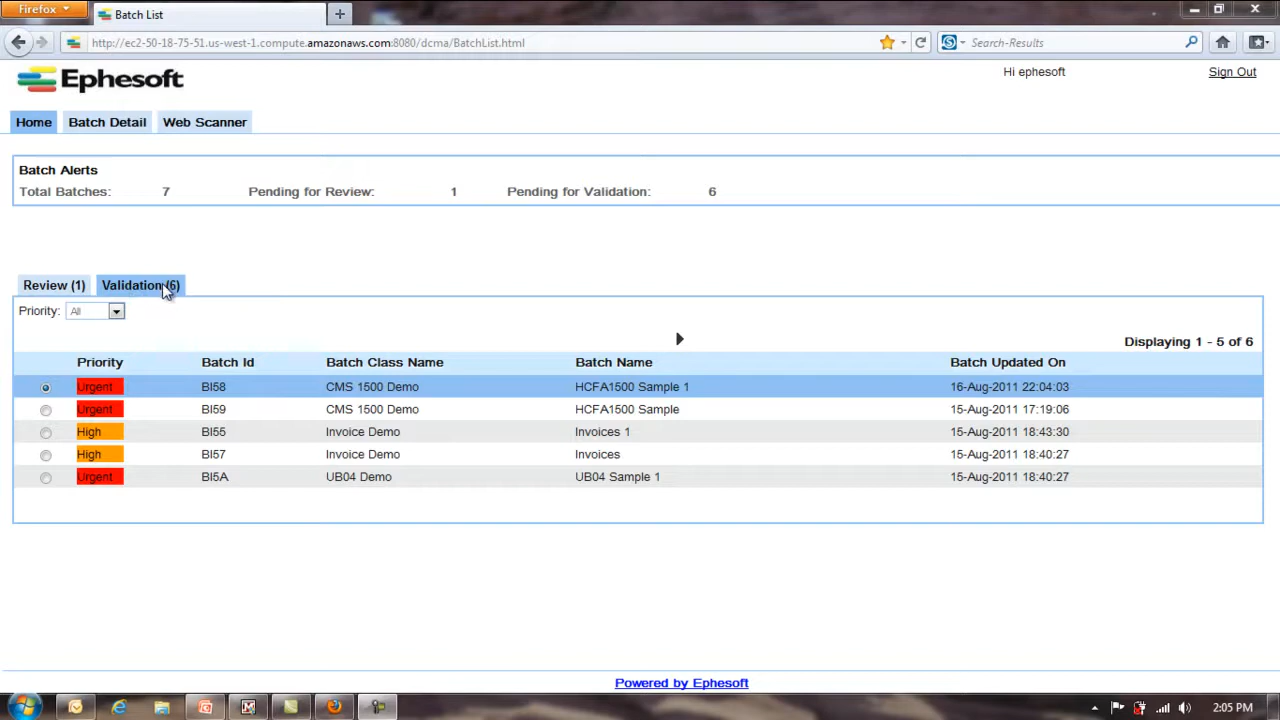 Firefox
Batch List
http://ec2-50-18-75-51.us-west-1.compute.amazonaws.com:8080/dcma/BatchList.html
Search-Results
Ephesoft
Hi ephesoft
Sign Out
Home
Batch Detail
Web Scanner
Batch Alerts
Total Batches: 7 Pending for Review: 1 Pending for Validation: 6
Review (1) Validation (6)
Priority: All
Displaying 1 - 5 of 6
Priority Batch Id Batch Class Name Batch Name Batch Updated On
Urgent BI58 CMS 1500 Demo HCFA1500 Sample 1 16-Aug-2011 22:04:03
Urgent BI59 CMS 1500 Demo HCFA1500 Sample 15-Aug-2011 17:19:06
High BI55 Invoice Demo Invoices 1 15-Aug-2011 18:43:30
High BI57 Invoice Demo Invoices 15-Aug-2011 18:40:27
Urgent BI5A UB04 Demo UB04 Sample 1 15-Aug-2011 18:40:27
Powered by Ephesoft
2:05 PM